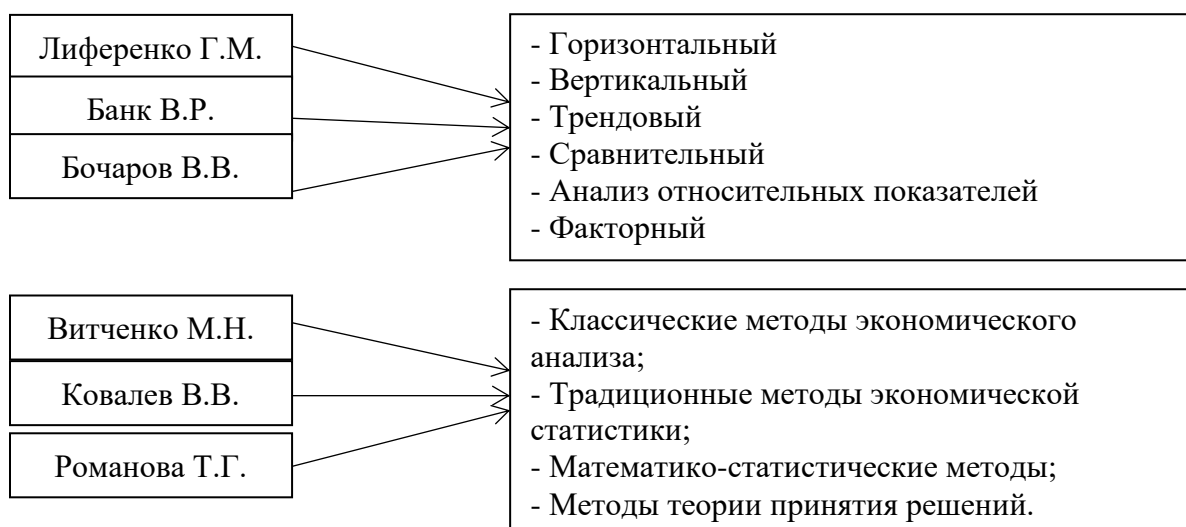 Лиференко Г.М.
Банк В.Р.
Бочаров В.В.
- Горизонтальный
- Вертикальный
- Трендовый
- Сравнительный
- Анализ относительных показателей
- Факторный
Витченко М.Н.
Ковалев В.В.
Романова Т.Г.
- Классические методы экономического
анализа;
- Традиционные методы экономической
статистики;
- Математико-статистические методы;
- Методы теории принятия решений.